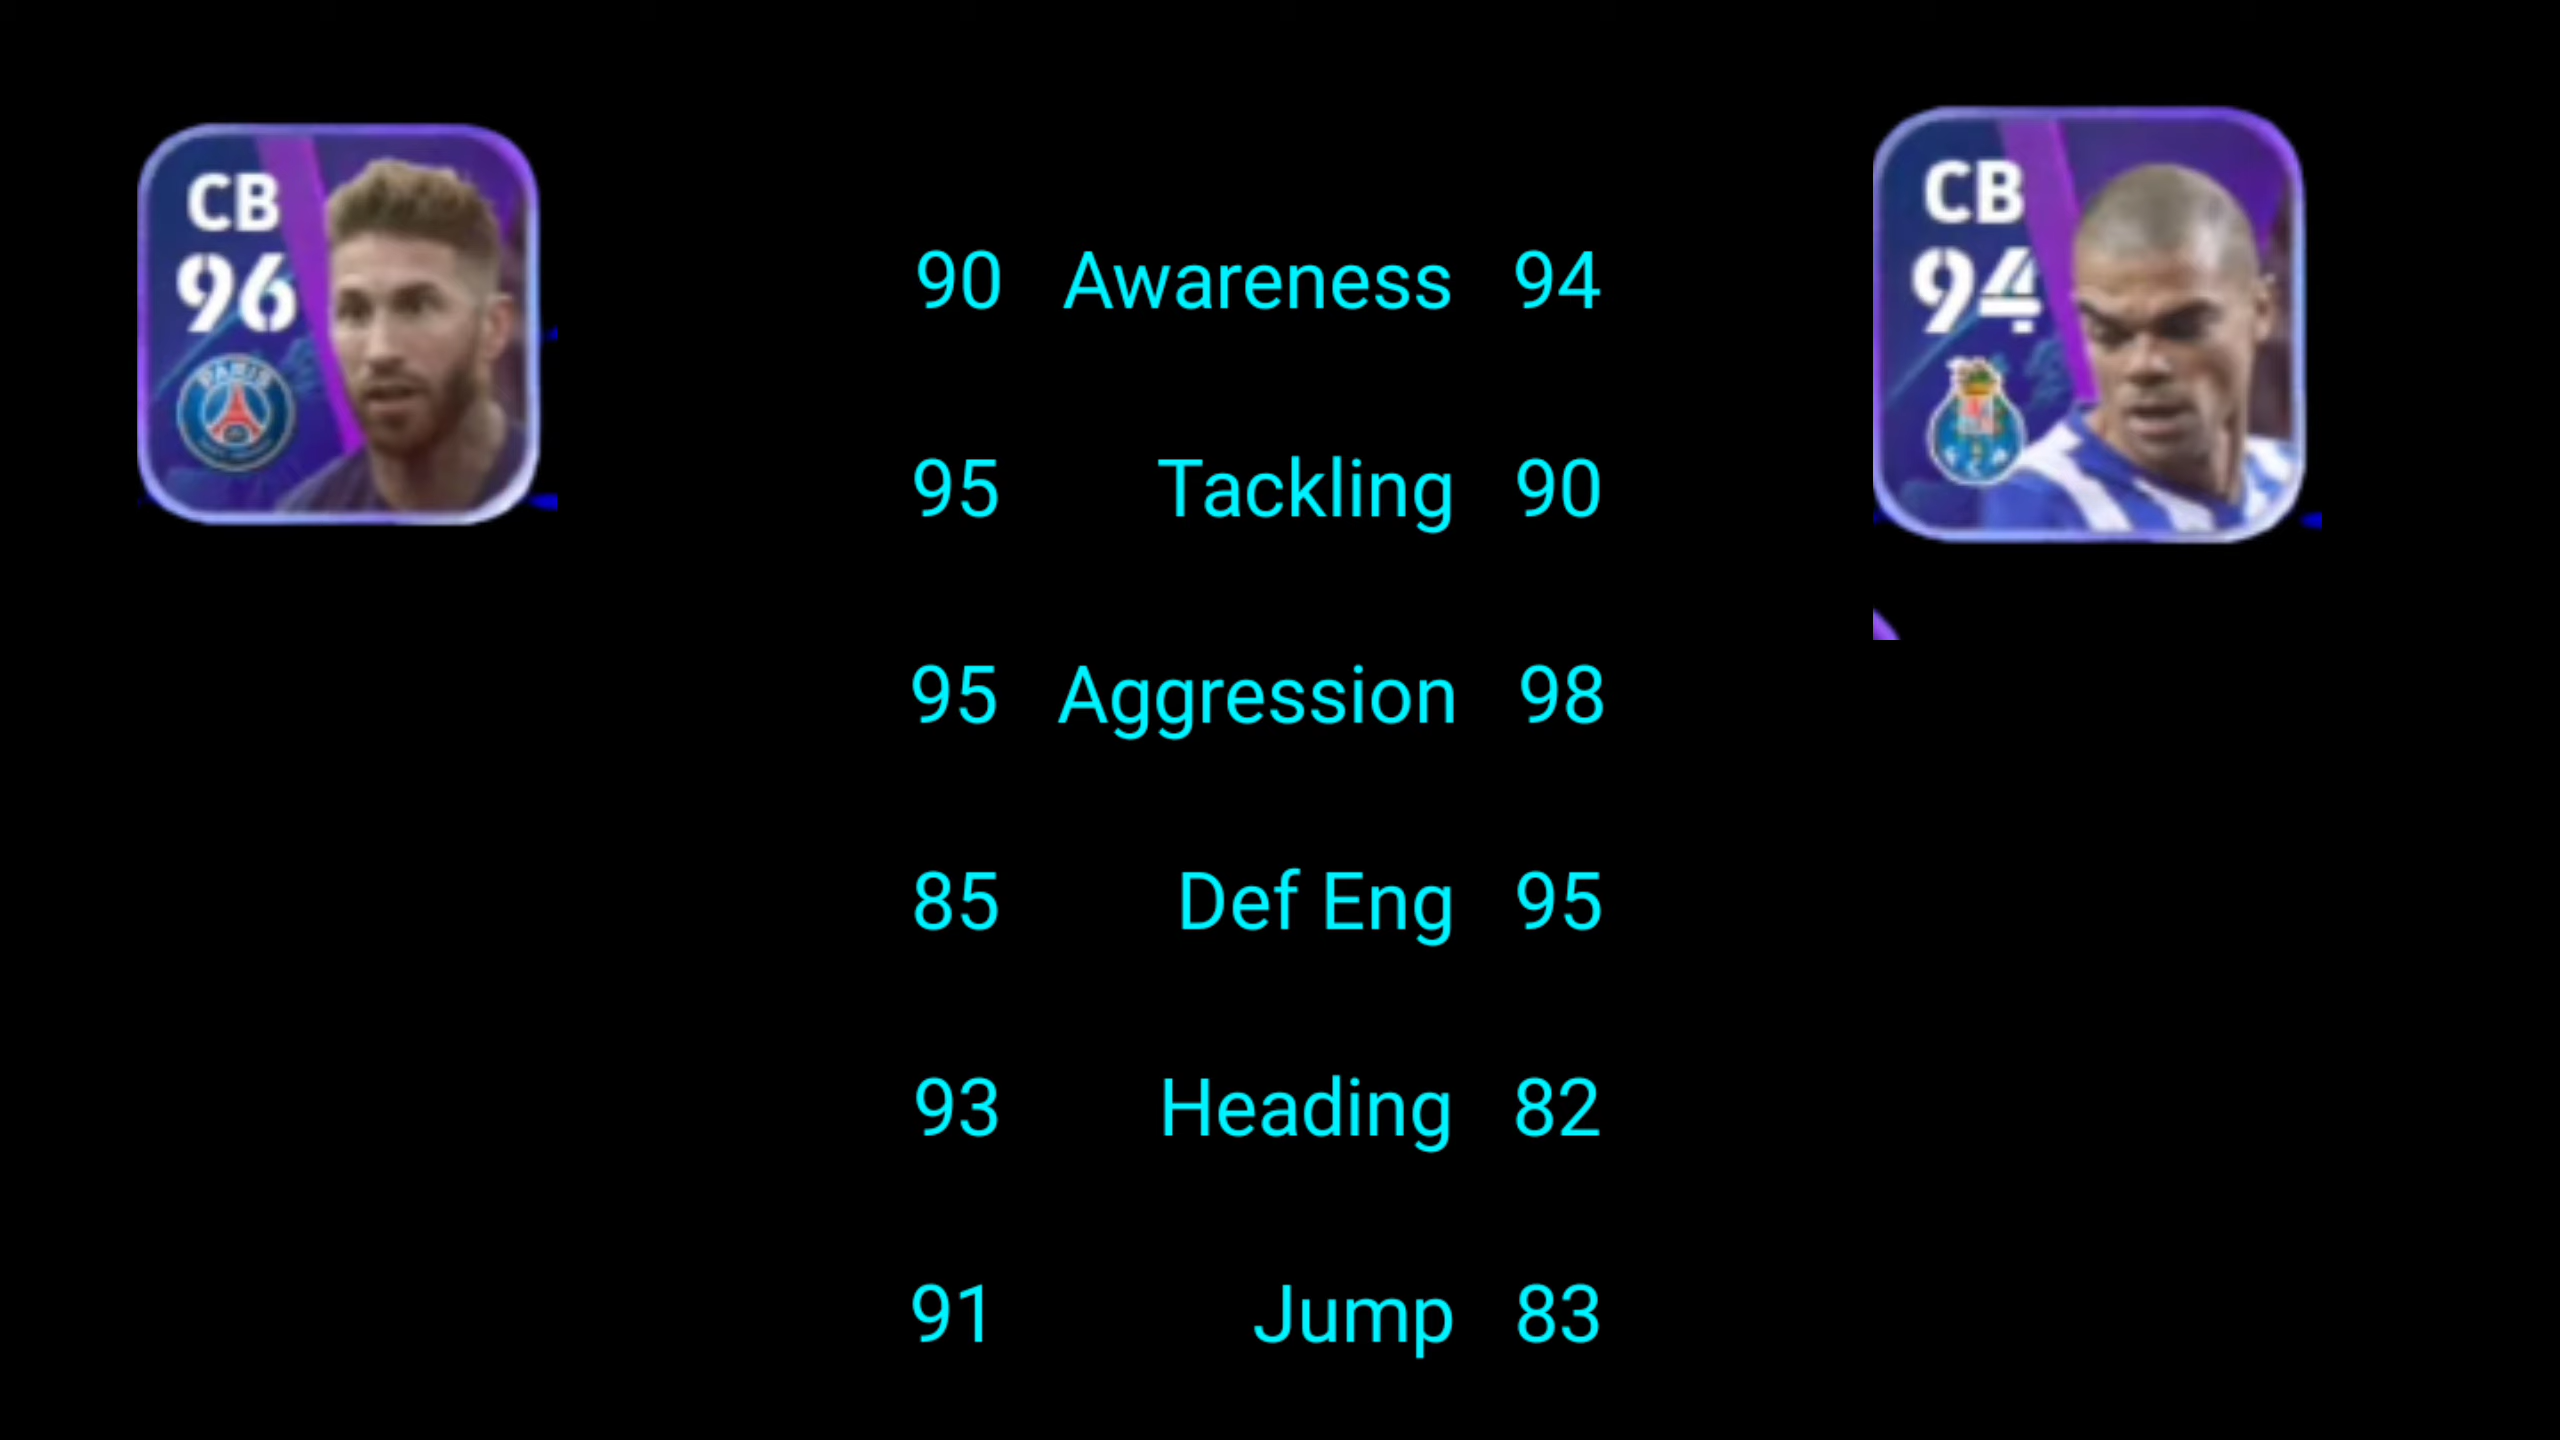 CB
96
PARIS
CB
94
90 Awareness 94
95 Tackling 90
95 Aggression 98
85 Def Eng 95
93 Heading 82
91 Jump 83